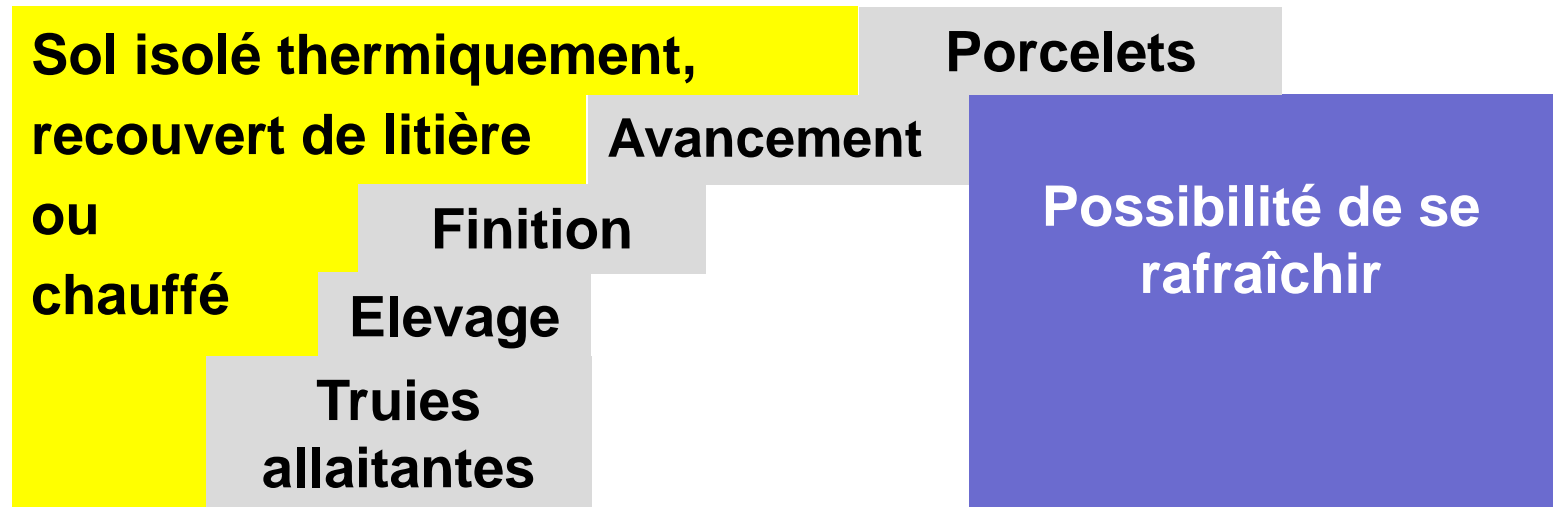 Sol isolé thermiquement,
recouvert de litière
ou
chauffé
Porcelets
Avancement
Finition
Elevage
Truies
allaitantes
Possibilité de se
rafraîchir